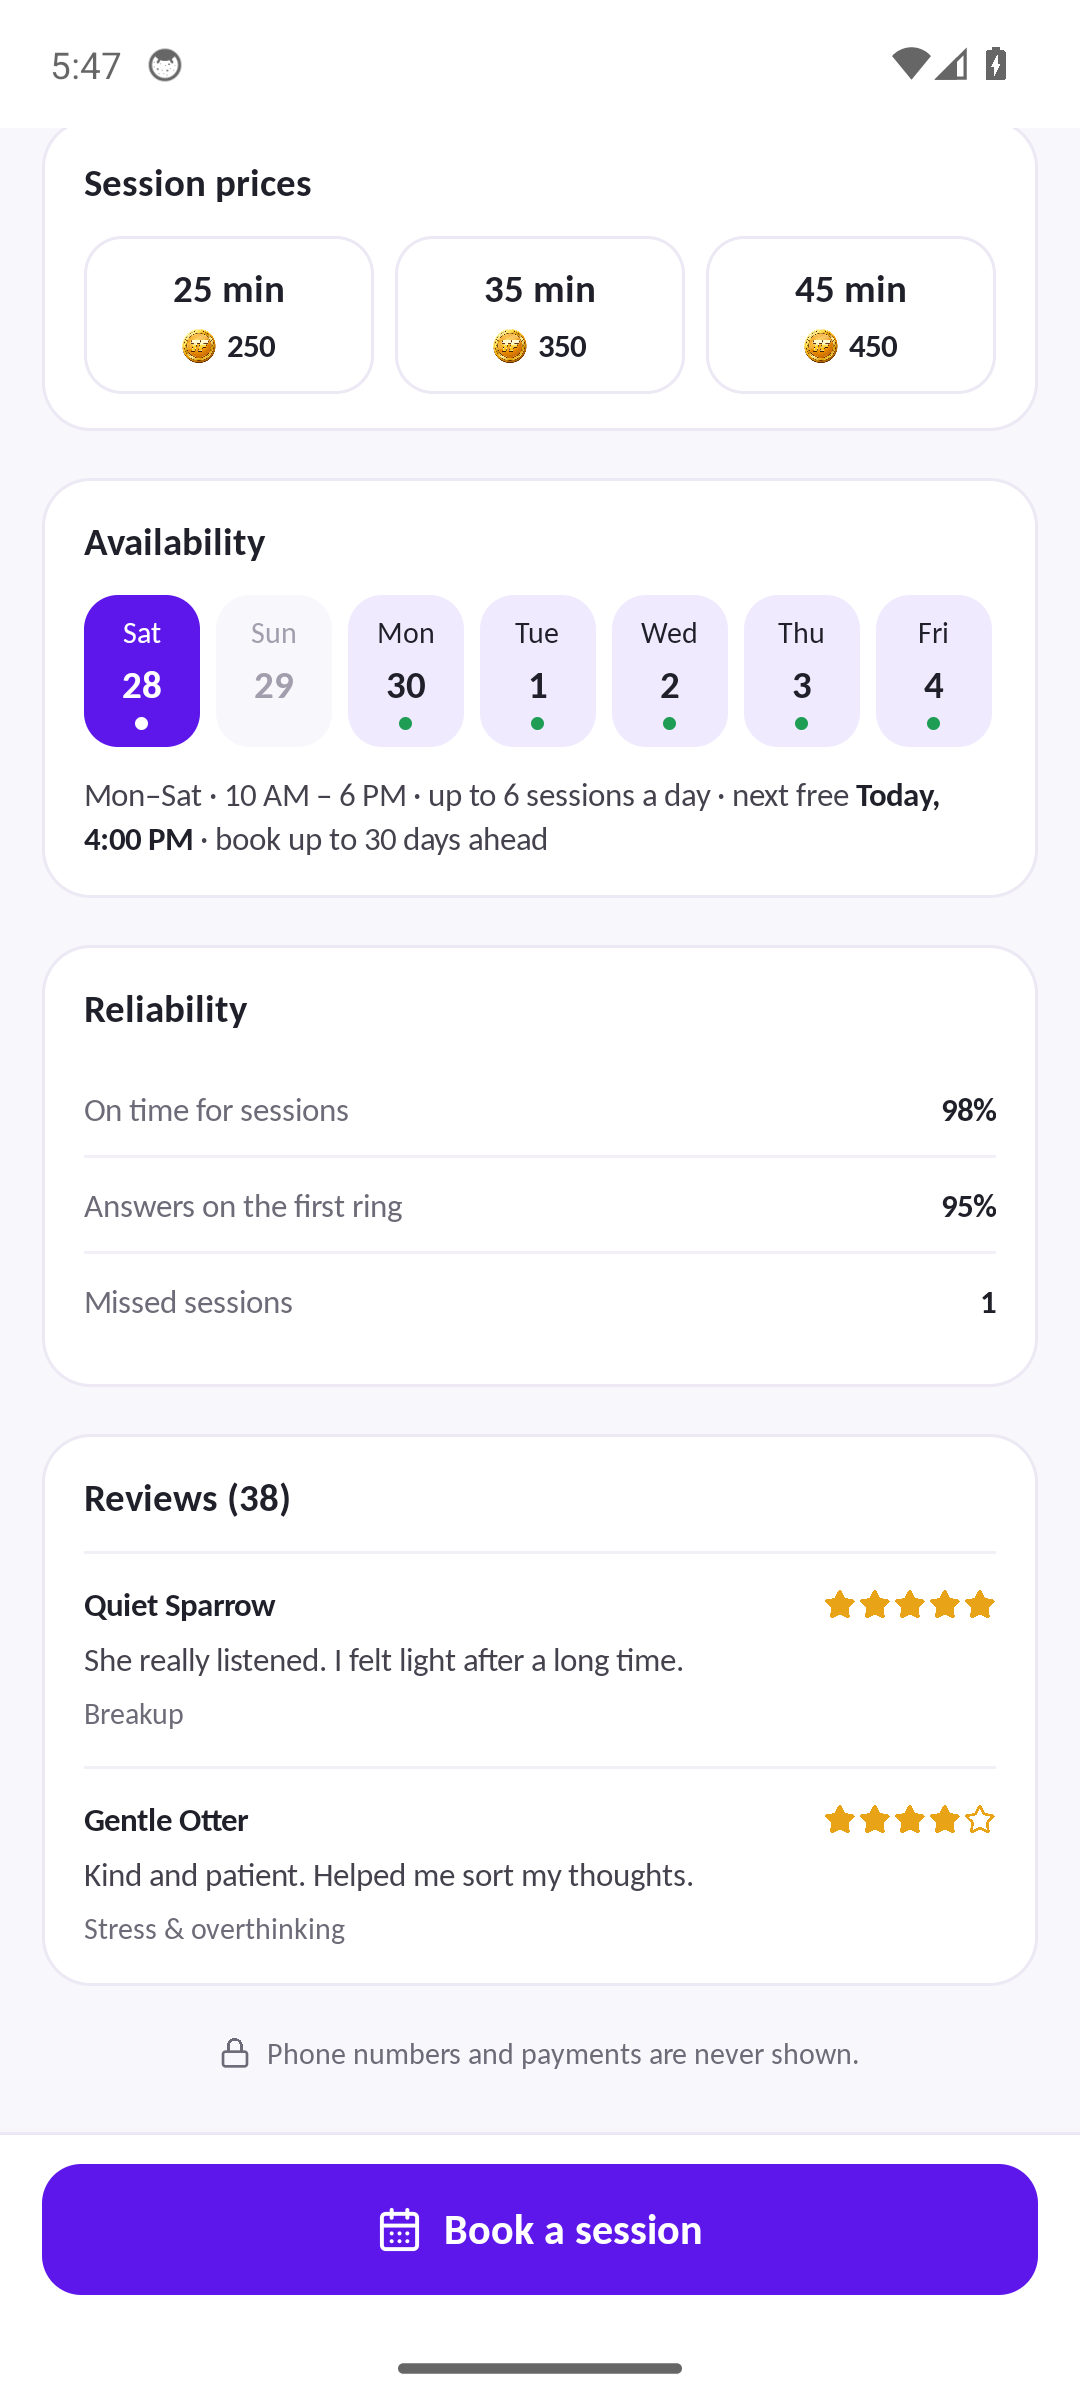 5:47
Session prices
25 min
250
35 min
350
45 min
450
Availability
Sat
28
Sun
29
Mon
30
Tue
1
Wed
2
Thu
3
Fri
4
Mon–Sat · 10 AM – 6 PM · up to 6 sessions a day · next free Today,
4:00 PM · book up to 30 days ahead
Reliability
On time for sessions 98%
Answers on the first ring 95%
Missed sessions 1
Reviews (38)
Quiet Sparrow
She really listened. I felt light after a long time.
Breakup
Gentle Otter
Kind and patient. Helped me sort my thoughts.
Stress & overthinking
Phone numbers and payments are never shown.
Book a session